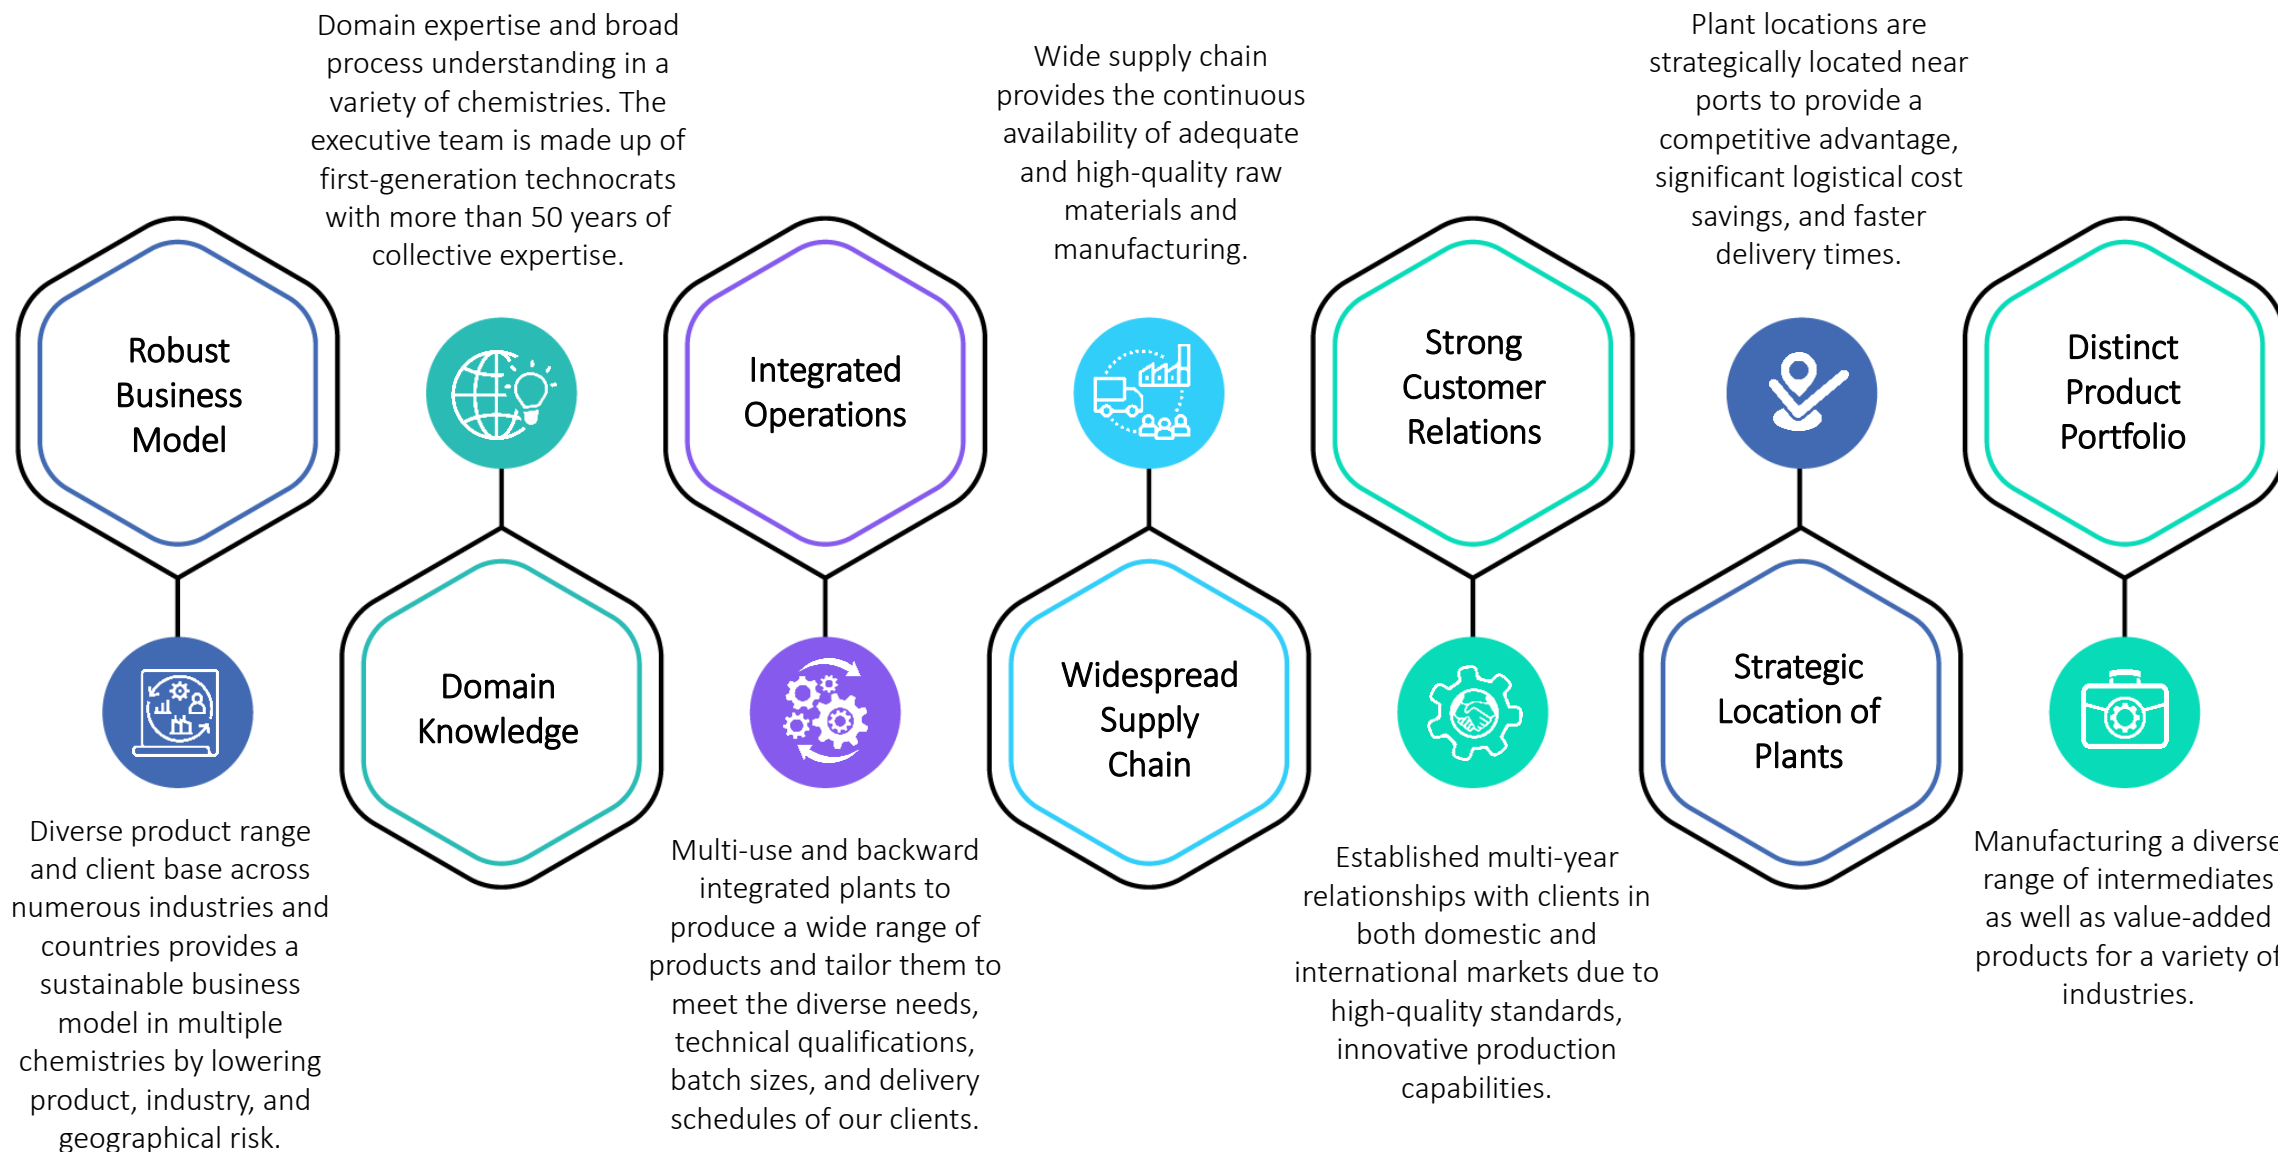 Robust
Business
Model
Diverse product range
and client base across
numerous industries and
countries provides a
sustainable business
model in multiple
chemistries by lowering
product, industry, and
geographical risk.
Domain expertise and broad
process understanding in a
variety of chemistries. The
executive team is made up of
first-generation technocrats
with more than 50 years of
collective expertise.
Domain
Knowledge
Integrated
Operations
Multi-use and backward
integrated plants to
produce a wide range of
products and tailor them to
meet the diverse needs,
technical qualifications,
batch sizes, and delivery
schedules of our clients.
Wide supply chain
provides the continuous
availability of adequate
and high-quality raw
materials and
manufacturing.
Widespread
Supply
Chain
Strong
Customer
Relations
Established multi-year
relationships with clients in
both domestic and
international markets due to
high-quality standards,
innovative production
capabilities.
Plant locations are
strategically located near
ports to provide a
competitive advantage,
significant logistical cost
savings, and faster
delivery times.
Strategic
Location of
Plants
Distinct
Product
Portfolio
Manufacturing a diverse
range of intermediates
as well as value-added
products for a variety of
industries.